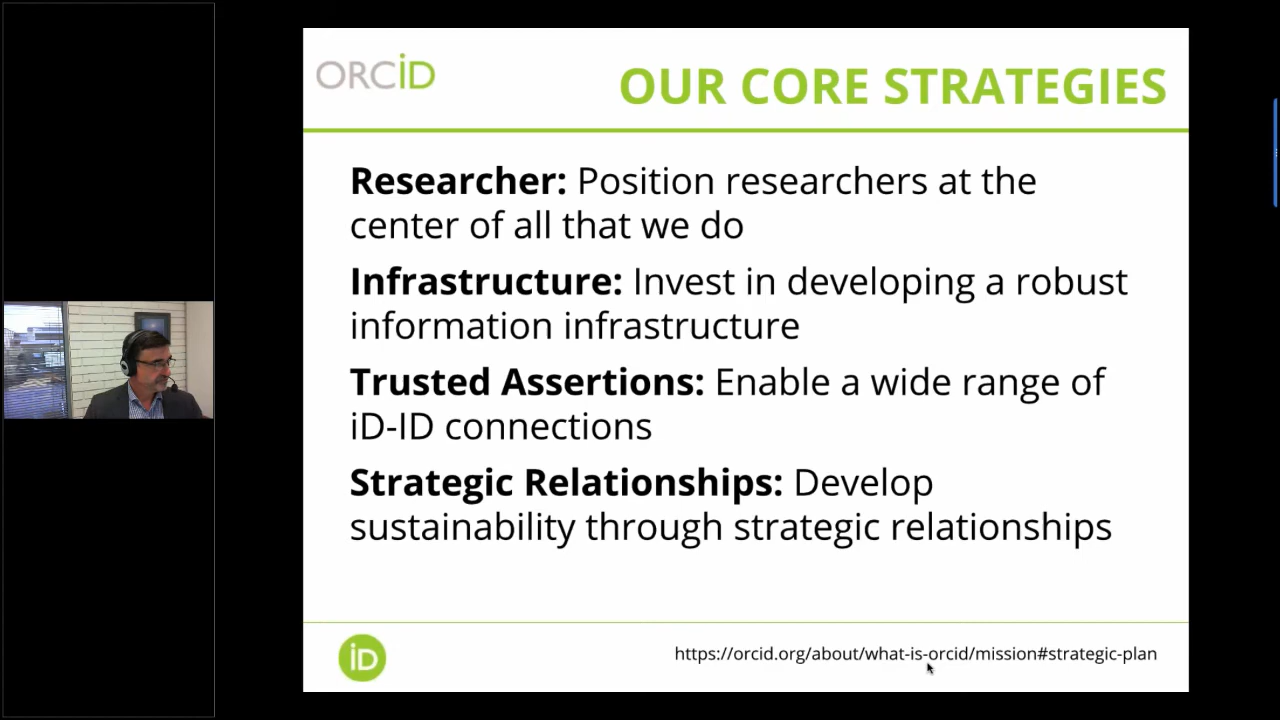 ORCID
OUR CORE STRATEGIES
Researcher: Position researchers at the
center of all that we do
Infrastructure: Invest in developing a robust
information infrastructure
Trusted Assertions: Enable a wide range of
iD-ID connections
Strategic Relationships: Develop
sustainability through strategic relationships
iD
https://orcid.org/about/what-is-orcid/mission#strategic-plan